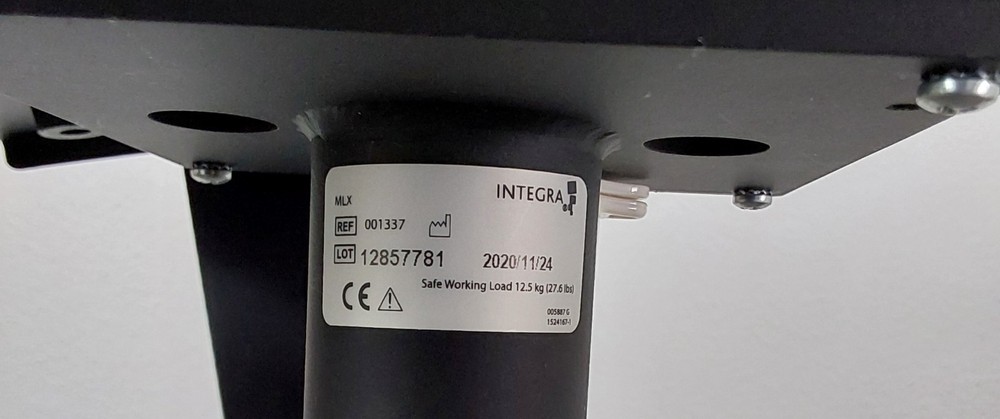 INTEGRA
MLX
REF 001337
LOT 12857781 2020/11/24
Safe Working Load 12.5 kg (27.6 lbs)
CE
005887 G
1524167-1